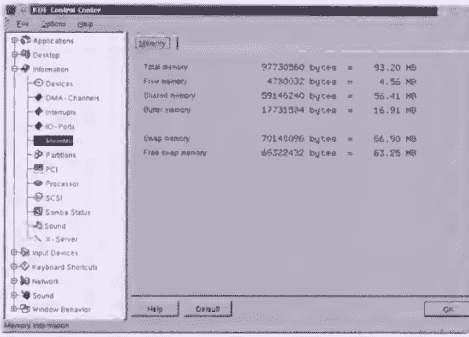 KDE Control Center
File Options Help
Applications
Desktop
Information
Devices
DMA-Channels
Interrupts
IO-Ports
Memory
Partitions
PCI
Processor
SCSI
Samba Status
Sound
X-Server
Input Devices
Keyboard Shortcuts
Network
Sound
Window Behavior
Memory
Total memory 97730560 bytes = 93.20 MB
Free memory 4780032 bytes = 4.56 MB
Shared memory 59146240 bytes = 56.41 MB
Buffer memory bytes = 16.91 MB
Swap memory bytes = 66.90 MB
Free swap memory 66322432 bytes = 63.25 MB
Help Default OK
Memory information